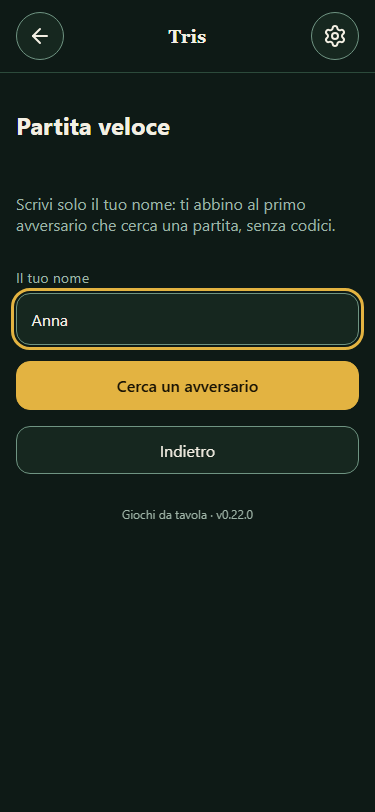 Tris
Partita veloce
Scrivi solo il tuo nome: ti abbino al primo
avversario che cerca una partita, senza codici.
Il tuo nome
Anna
Cerca un avversario
Indietro
Giochi da tavola · v0.22.0